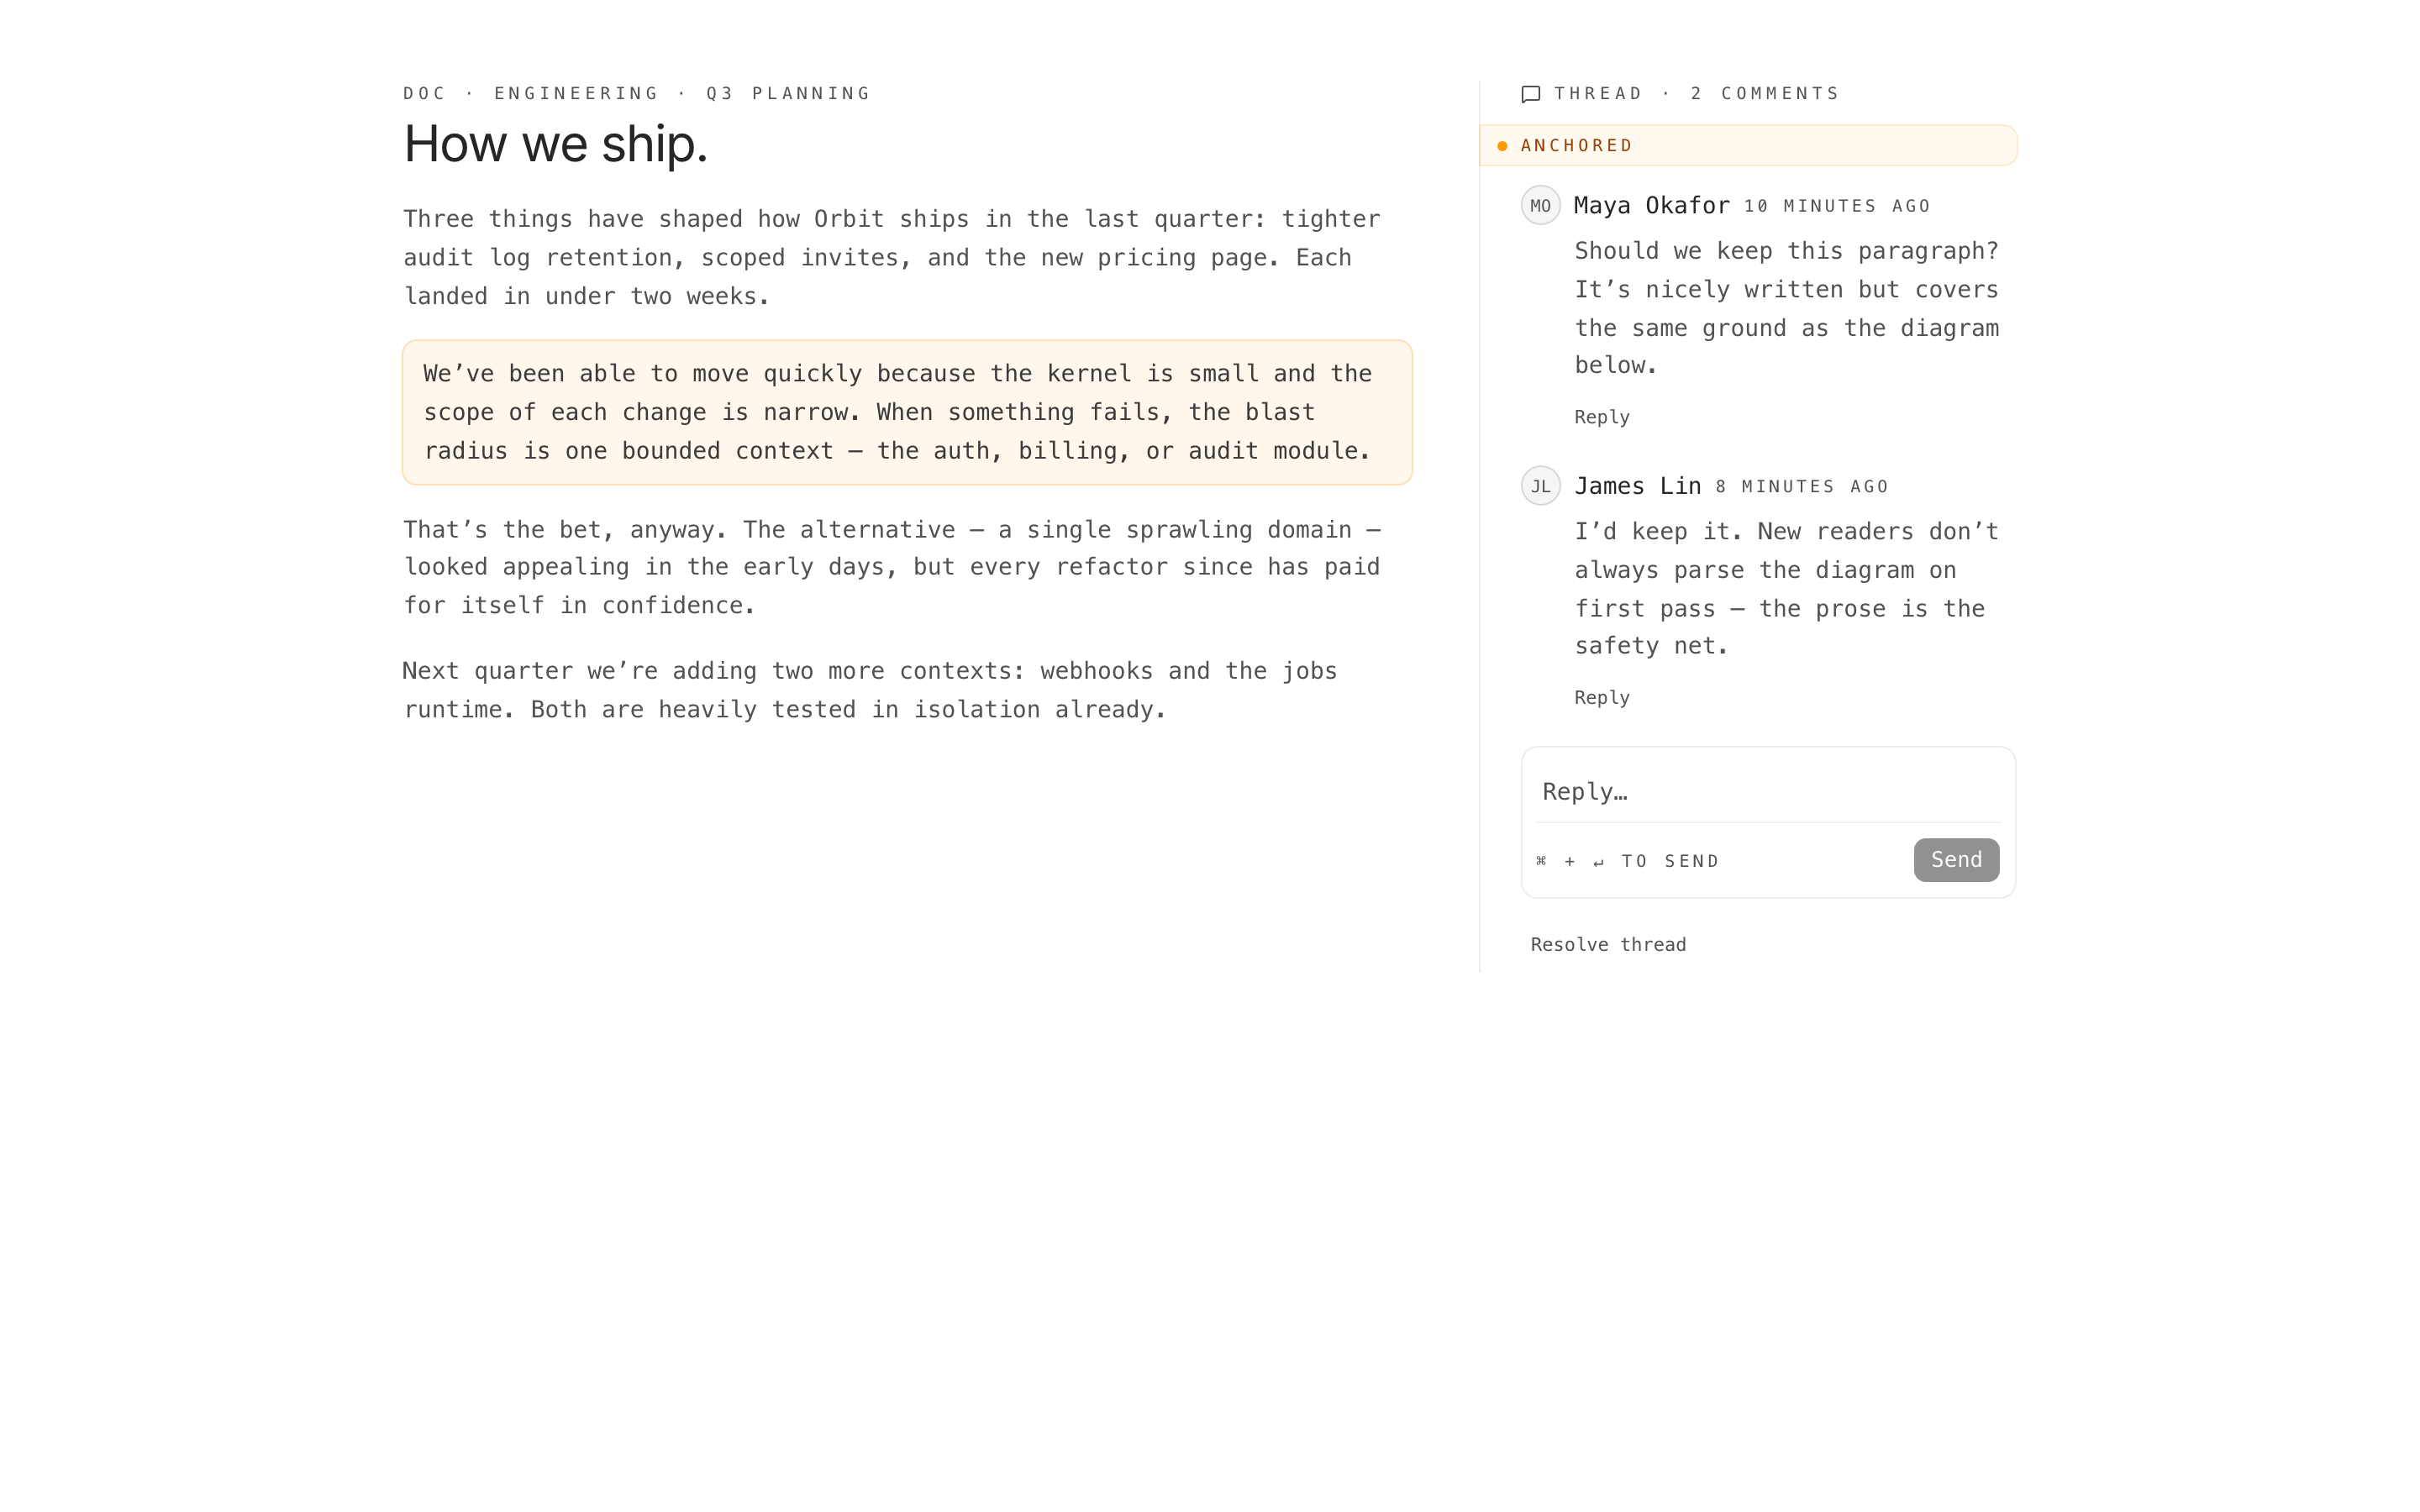 DOC · ENGINEERING · Q3 PLANNING
How we ship.
Three things have shaped how Orbit ships in the last quarter: tighter
audit log retention, scoped invites, and the new pricing page. Each
landed in under two weeks.
We’ve been able to move quickly because the kernel is small and the
scope of each change is narrow. When something fails, the blast
radius is one bounded context — the auth, billing, or audit module.
That’s the bet, anyway. The alternative — a single sprawling domain —
looked appealing in the early days, but every refactor since has paid
for itself in confidence.
Next quarter we’re adding two more contexts: webhooks and the jobs
runtime. Both are heavily tested in isolation already.
THREAD · 2 COMMENTS
ANCHORED
MO Maya Okafor 10 MINUTES AGO
Should we keep this paragraph?
It’s nicely written but covers
the same ground as the diagram
below.
Reply
JL James Lin 8 MINUTES AGO
I’d keep it. New readers don’t
always parse the diagram on
first pass — the prose is the
safety net.
Reply
Reply…
⌘ + ↵ TO SEND Send
Resolve thread